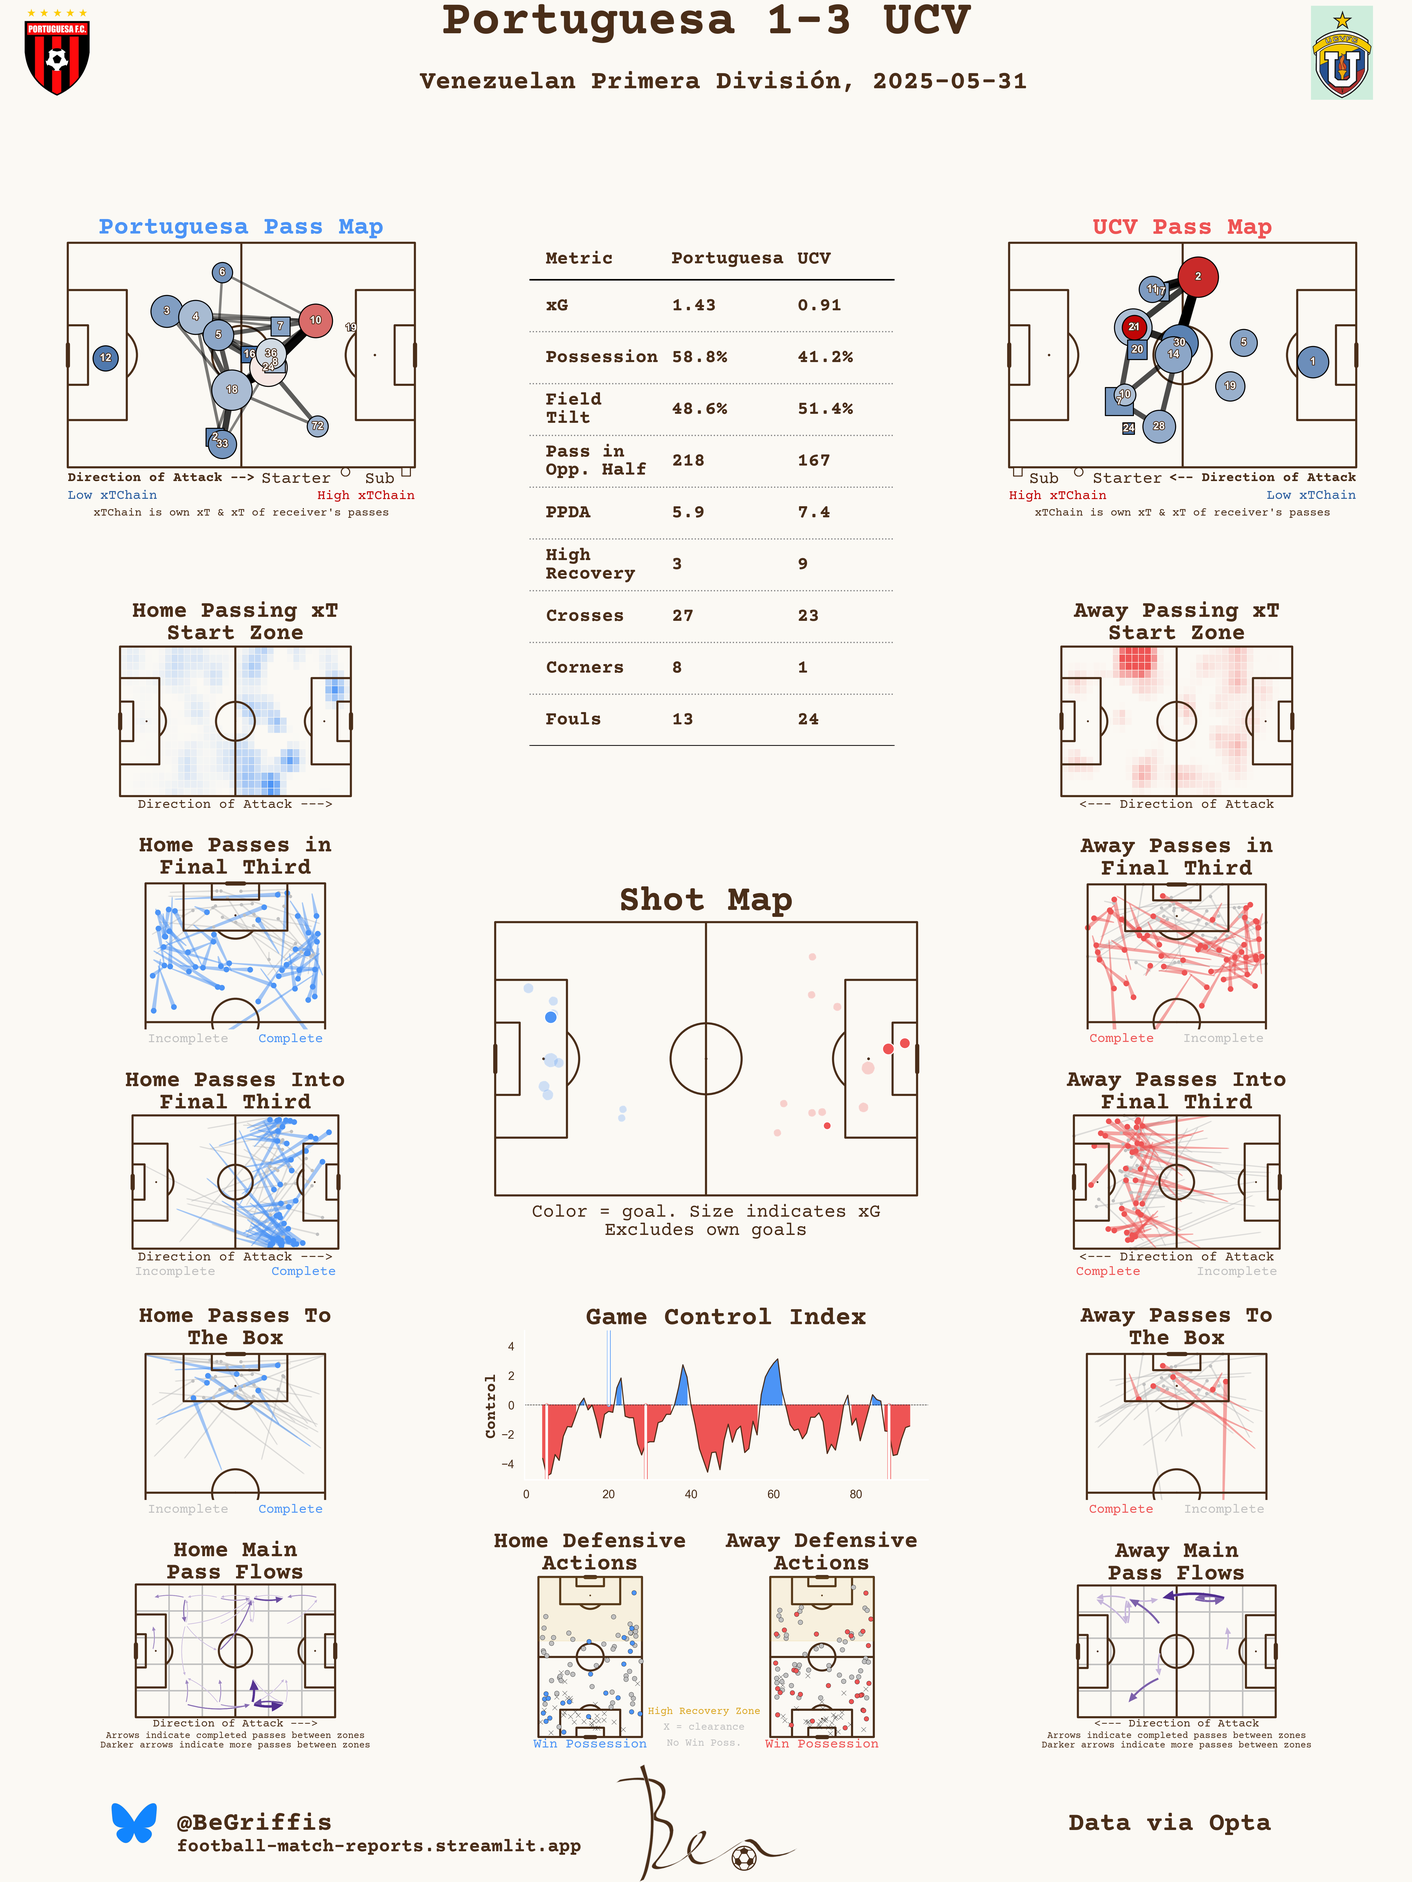 Portuguesa 1-3 UCV
Venezuelan Primera División, 2025-05-31
PORTUGUESA F.C.
U
Portuguesa Pass Map
6
3
4
5
7
10
19
12
16
36
8
24
18
72
2
33
Direction of Attack --> Starter Sub
Low xTChain High xTChain
xTChain is own xT & xT of receiver's passes
Metric Portuguesa UCV
xG 1.43 0.91
Possession 58.8% 41.2%
Field
Tilt 48.6% 51.4%
Pass in
Opp. Half 218 167
PPDA 5.9 7.4
High
Recovery 3 9
Crosses 27 23
Corners 8 1
Fouls 13 24
UCV Pass Map
2
11
17
21
20
30
14
5
1
19
10
24
28
Sub Starter <-- Direction of Attack
High xTChain Low xTChain
xTChain is own xT & xT of receiver's passes
Home Passing xT
Start Zone
Direction of Attack --->
Away Passing xT
Start Zone
<--- Direction of Attack
Home Passes in
Final Third
Incomplete Complete
Away Passes in
Final Third
Complete Incomplete
Shot Map
Color = goal. Size indicates xG
Excludes own goals
Home Passes Into
Final Third
Direction of Attack --->
Incomplete Complete
Away Passes Into
Final Third
<--- Direction of Attack
Complete Incomplete
Home Passes To
The Box
Incomplete Complete
Game Control Index
Control
4
2
0
−2
−4
0 20 40 60 80
Away Passes To
The Box
Complete Incomplete
Home Main
Pass Flows
Direction of Attack --->
Arrows indicate completed passes between zones
Darker arrows indicate more passes between zones
Home Defensive
Actions
Win Possession
High Recovery Zone
X = clearance
No Win Poss.
Away Defensive
Actions
Win Possession
Away Main
Pass Flows
<--- Direction of Attack
Arrows indicate completed passes between zones
Darker arrows indicate more passes between zones
@BeGriffis
football-match-reports.streamlit.app
Ben
Data via Opta